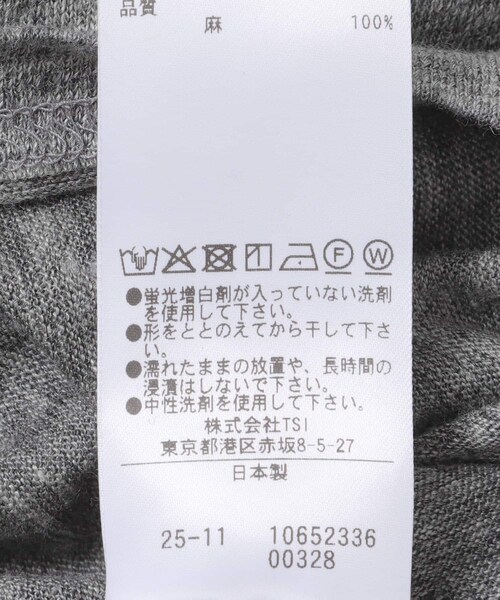 品質
麻 100%
F W
●蛍光増白剤が入っていない洗剤
を使用して下さい。
●形をととのえてから干して下さ
い。
●濡れたままの放置や、長時間の
浸漬はしないで下さい。
●中性洗剤を使用して下さい。
株式会社TSI
東京都港区赤坂8-5-27
日本製
25-11 10652336
00328